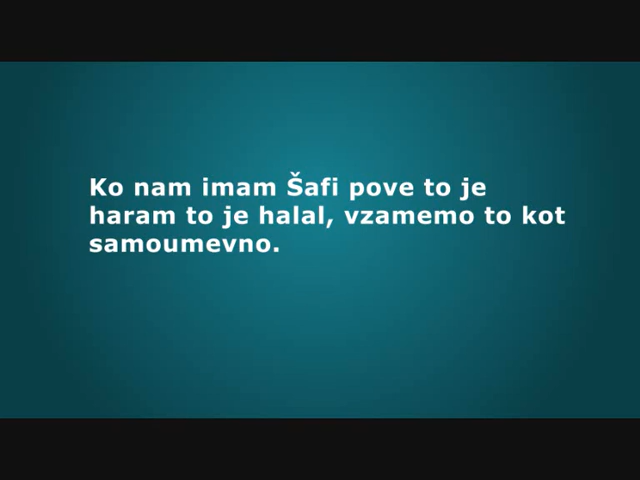 Ko nam imam Šafi pove to je
haram to je halal, vzamemo to kot
samoumevno.